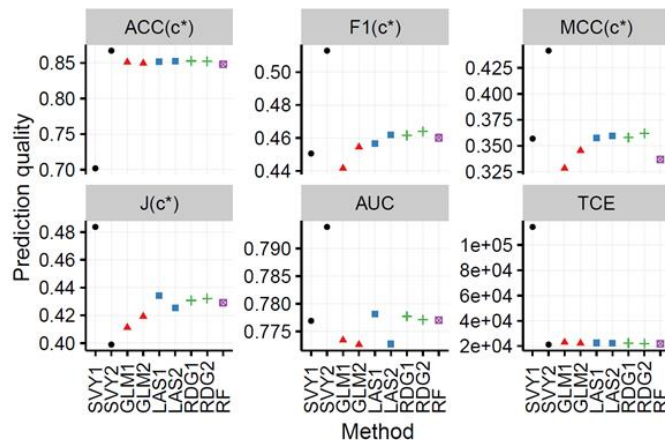 ACC(c*)
F1(c*)
MCC(c*)
0.85
0.80
0.75
0.70
0.50
0.48
0.46
0.44
0.425
0.400
0.375
0.350
0.325
J(c*)
AUC
TCE
0.48
0.46
0.44
0.42
0.40
0.790
0.785
0.780
0.775
1e+05
8e+04
6e+04
4e+04
2e+04
Prediction quality
SVY1
SVY2
GLM1
GLM2
LAS1
LAS2
RDG1
RDG2
RF
SVY1
SVY2
GLM1
GLM2
LAS1
LAS2
RDG1
RDG2
RF
SVY1
SVY2
GLM1
GLM2
LAS1
LAS2
RDG1
RDG2
RF
Method